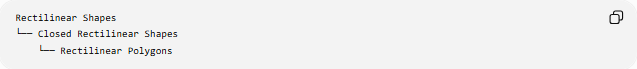 Rectilinear Shapes
└── Closed Rectilinear Shapes
    └── Rectilinear Polygons